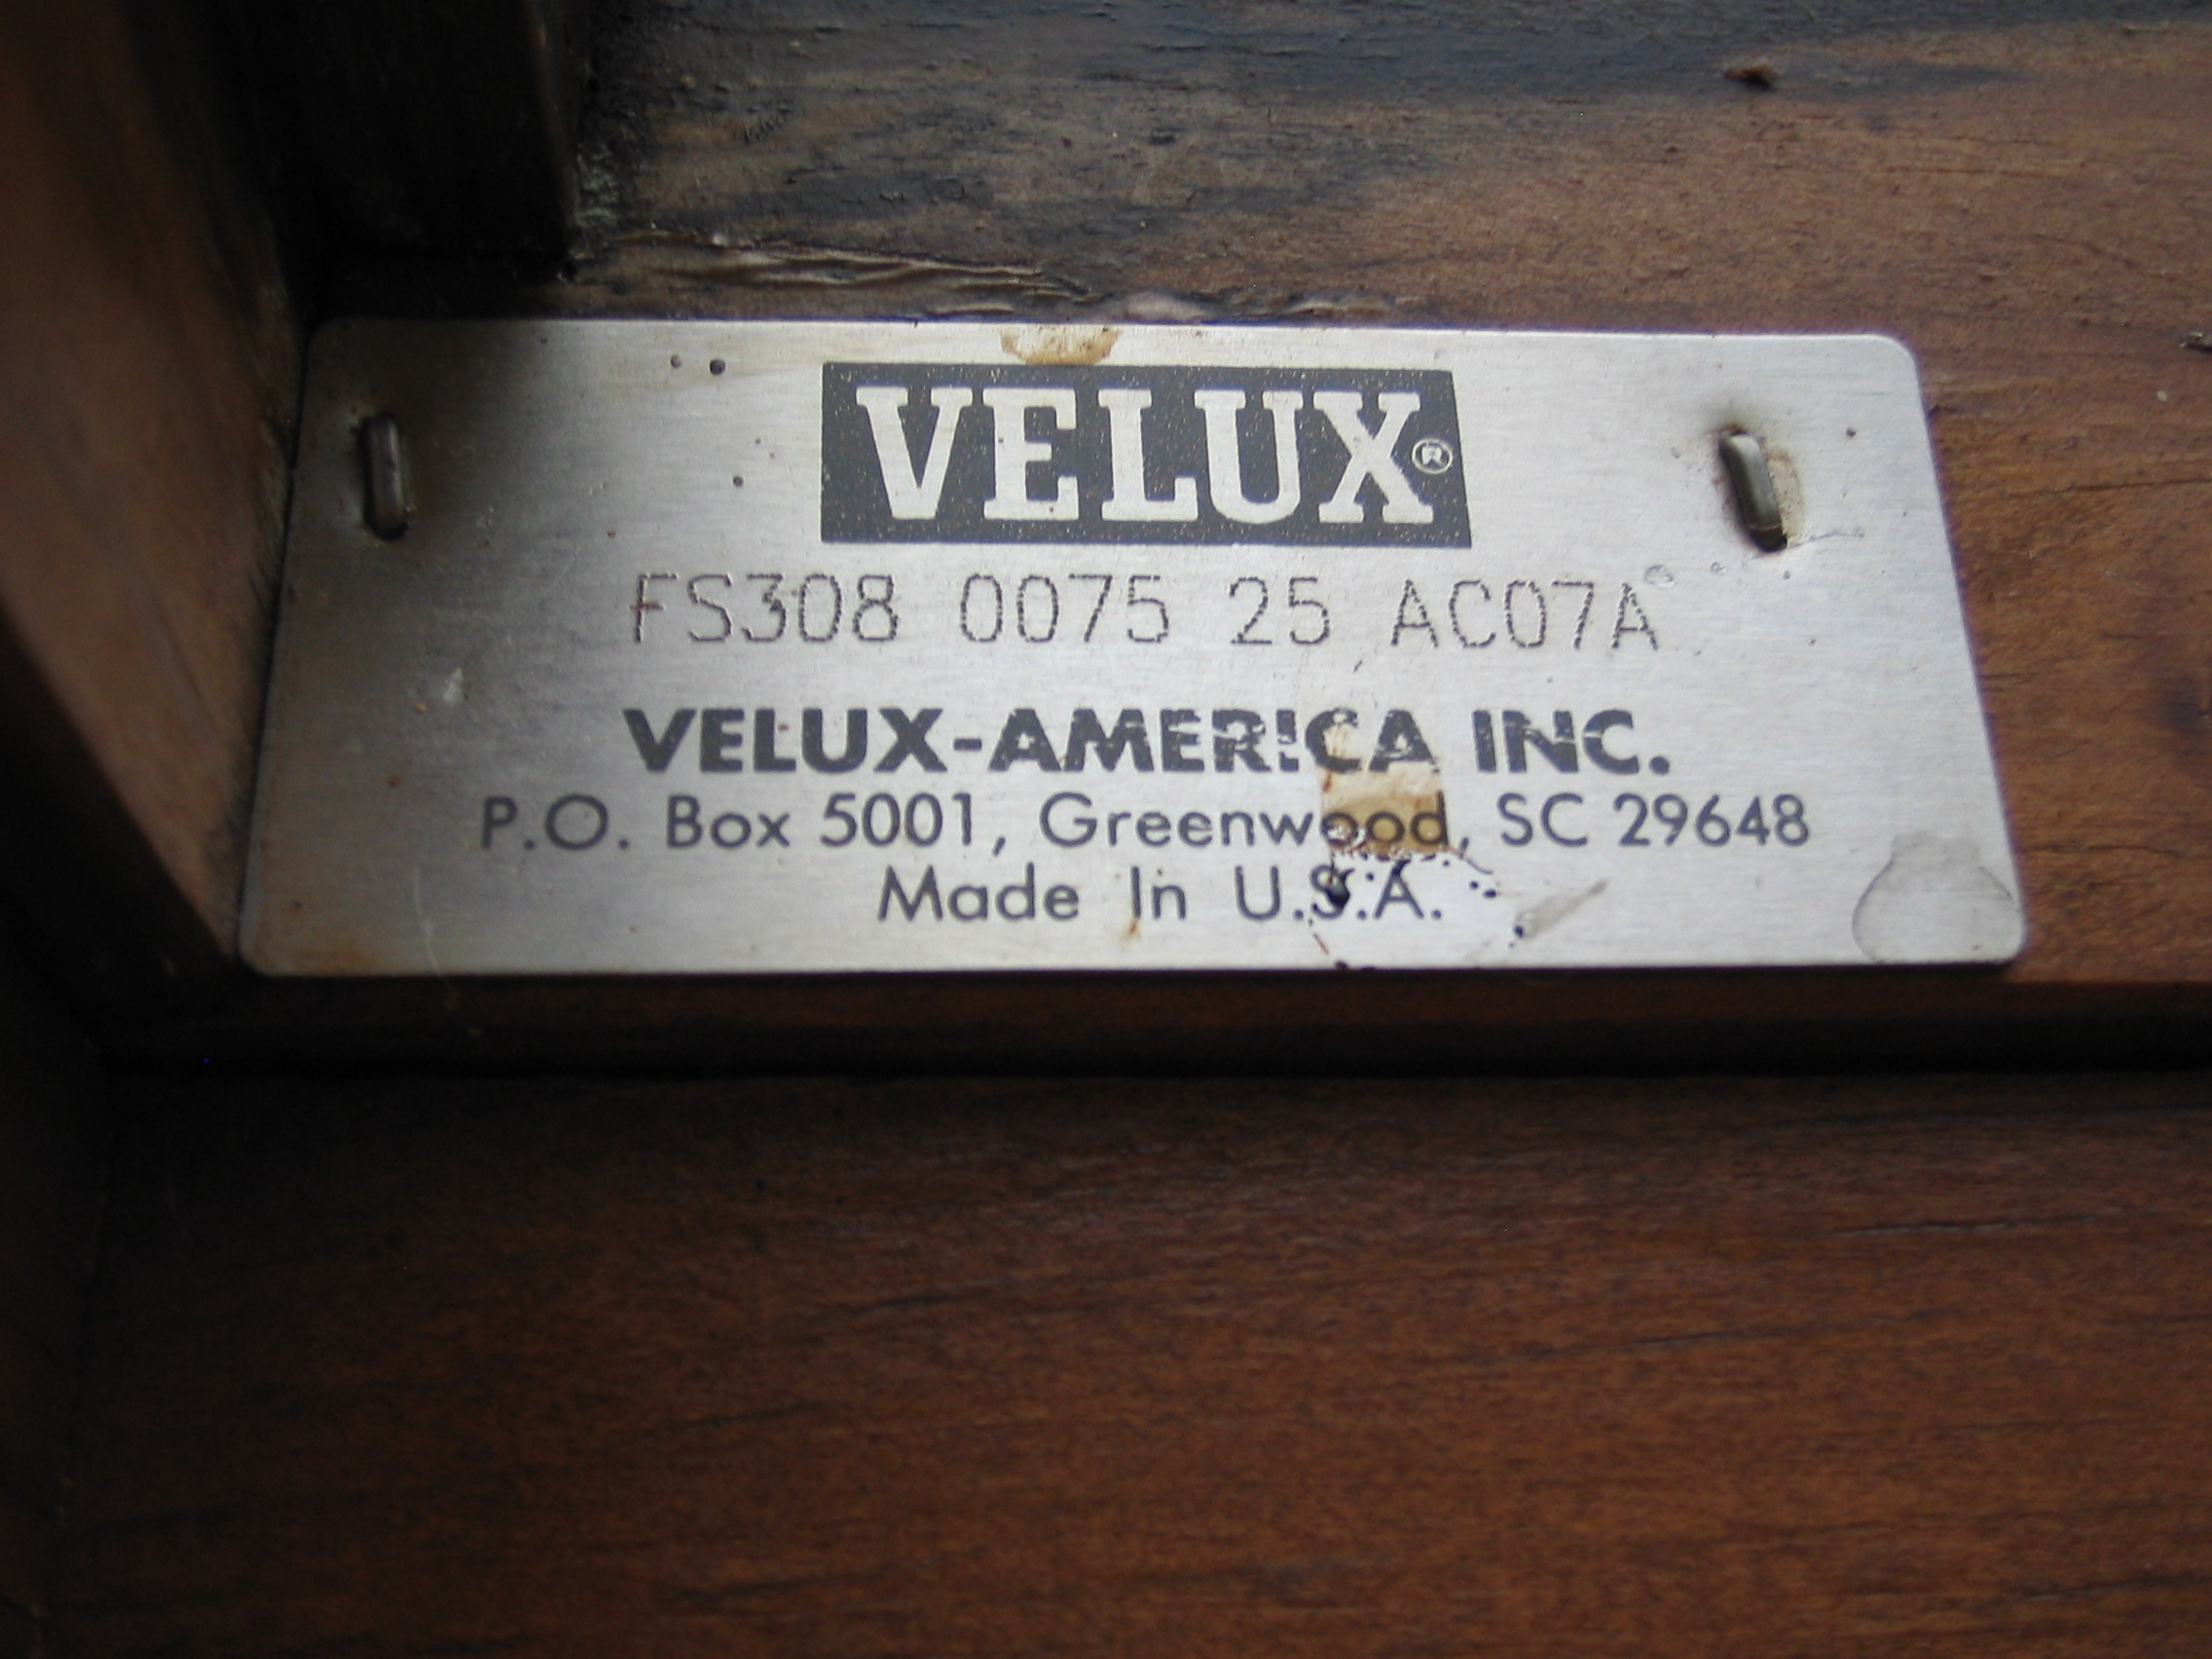 VELUX®
FS308 0075 25 AC07A
VELUX-AMERICA INC.
P.O. Box 5001, Greenwood, SC 29648
Made In U.S.A.